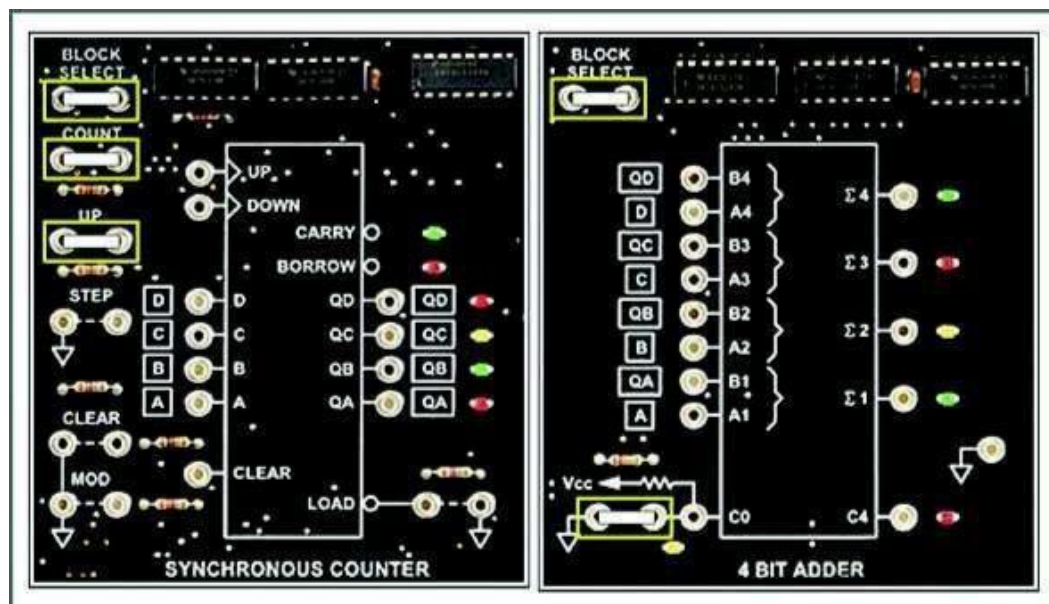 BLOCK
SELECT
COUNT
UP
STEP
CLEAR
MOD
UP
DOWN
CARRY
BORROW
D D QD QD
C C QC QC
B B QB QB
A A QA QA
CLEAR
LOAD
SYNCHRONOUS COUNTER
BLOCK
SELECT
QD B4
D A4
Σ4
QC B3
C A3
Σ3
QB B2
B A2
Σ2
QA B1
A A1
Σ1
Vcc
C0 C4
4 BIT ADDER